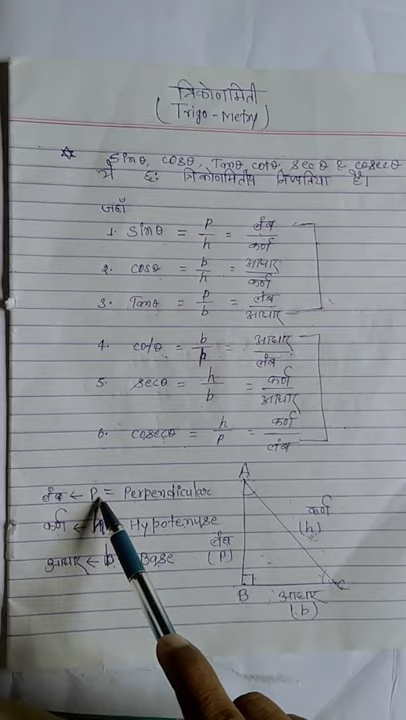 त्रिकोणमिती
(Trigo-Metry)
sinθ, cosθ, Tanθ, cotθ, secθ & cosecθ
ये छः त्रिकोणमितिय निष्पत्तिया है।
जहाँ
1. sinθ = p/h = लंब/कर्ण
2. cosθ = b/h = आधार/कर्ण
3. Tanθ = p/b = लंब/आधार
4. cotθ = b/p = आधार/लंब
5. secθ = h/b = कर्ण/आधार
6. cosecθ = h/p = कर्ण/लंब
लंब ← P = Perpendicular
कर्ण ← h Hypotenuse
आधार ← b Base
A
कर्ण
(h)
लंब
(P)
B
C
आधार
(b)